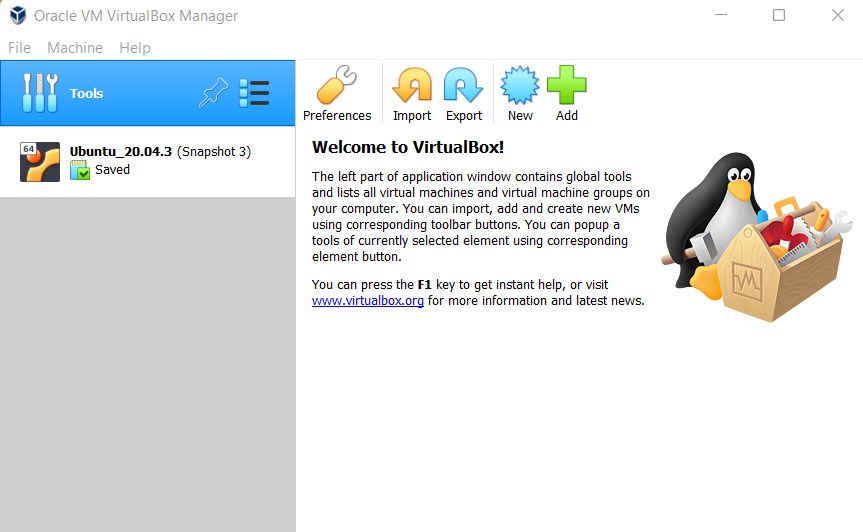 Oracle VM VirtualBox Manager
File Machine Help
Tools
Preferences Import Export New Add
64
Ubuntu_20.04.3 (Snapshot 3)
Saved
Welcome to VirtualBox!
The left part of application window contains global tools
and lists all virtual machines and virtual machine groups on
your computer. You can import, add and create new VMs
using corresponding toolbar buttons. You can popup a
tools of currently selected element using corresponding
element button.
You can press the F1 key to get instant help, or visit
www.virtualbox.org for more information and latest news.